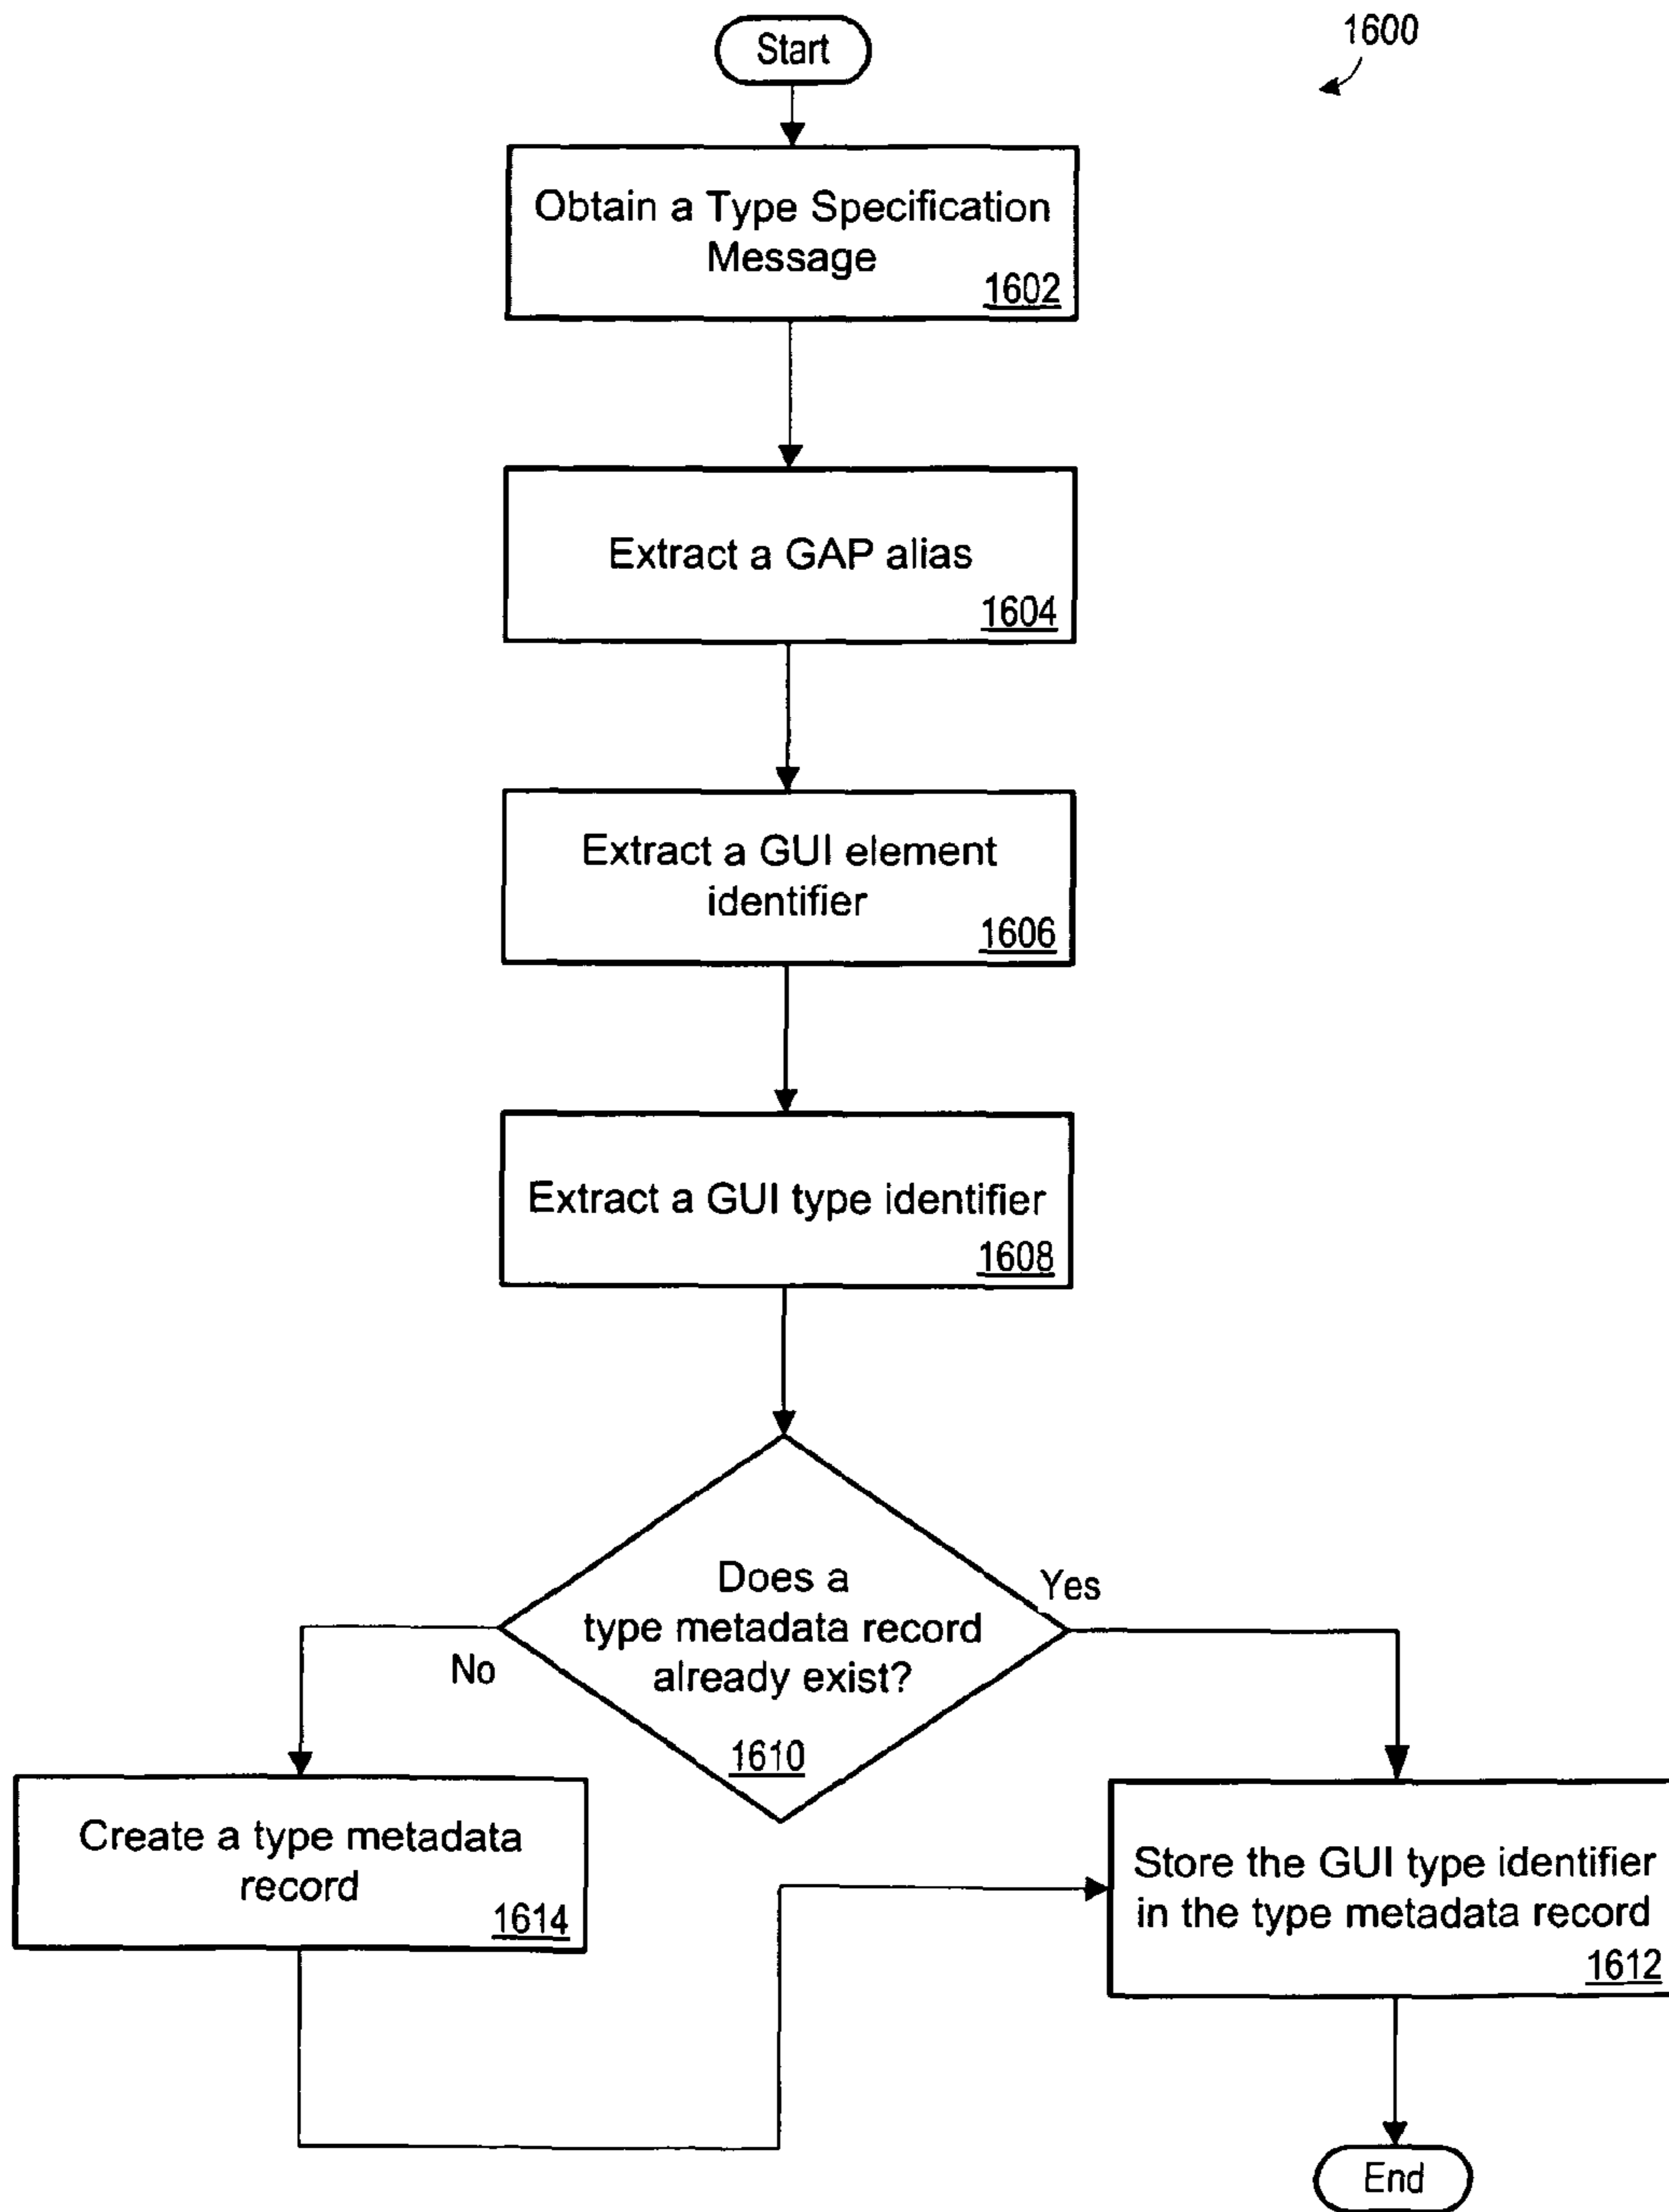 Start
1600
Obtain a Type Specification
Message
1602
Extract a GAP alias
1604
Extract a GUI element
identifier
1606
Extract a GUI type identifier
1608
Does a
type metadata record
already exist?
1610
Yes
No
Create a type metadata
record
1614
Store the GUI type identifier
in the type metadata record
1612
End